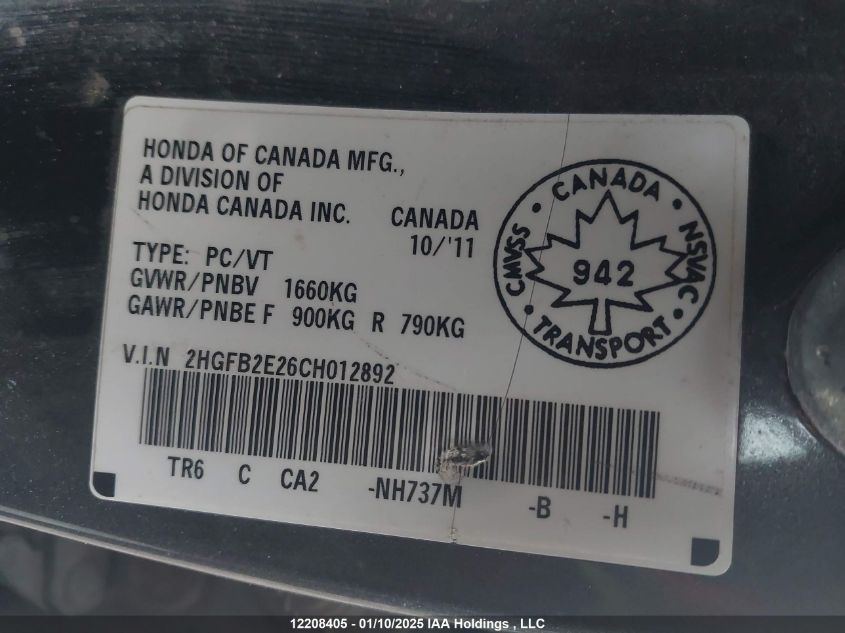 HONDA OF CANADA MFG.,
A DIVISION OF
HONDA CANADA INC. CANADA
10/'11
TYPE: PC/VT
GVWR/PNBV 1660KG
GAWR/PNBE F 900KG R 790KG
V.I.N 2HGFB2E26CH012892
TR6 C CA2 -NH737M -B -H
CANADA
CMVSS • NSVAC
942
TRANSPORT
12208405 - 01/10/2025 IAA Holdings , LLC